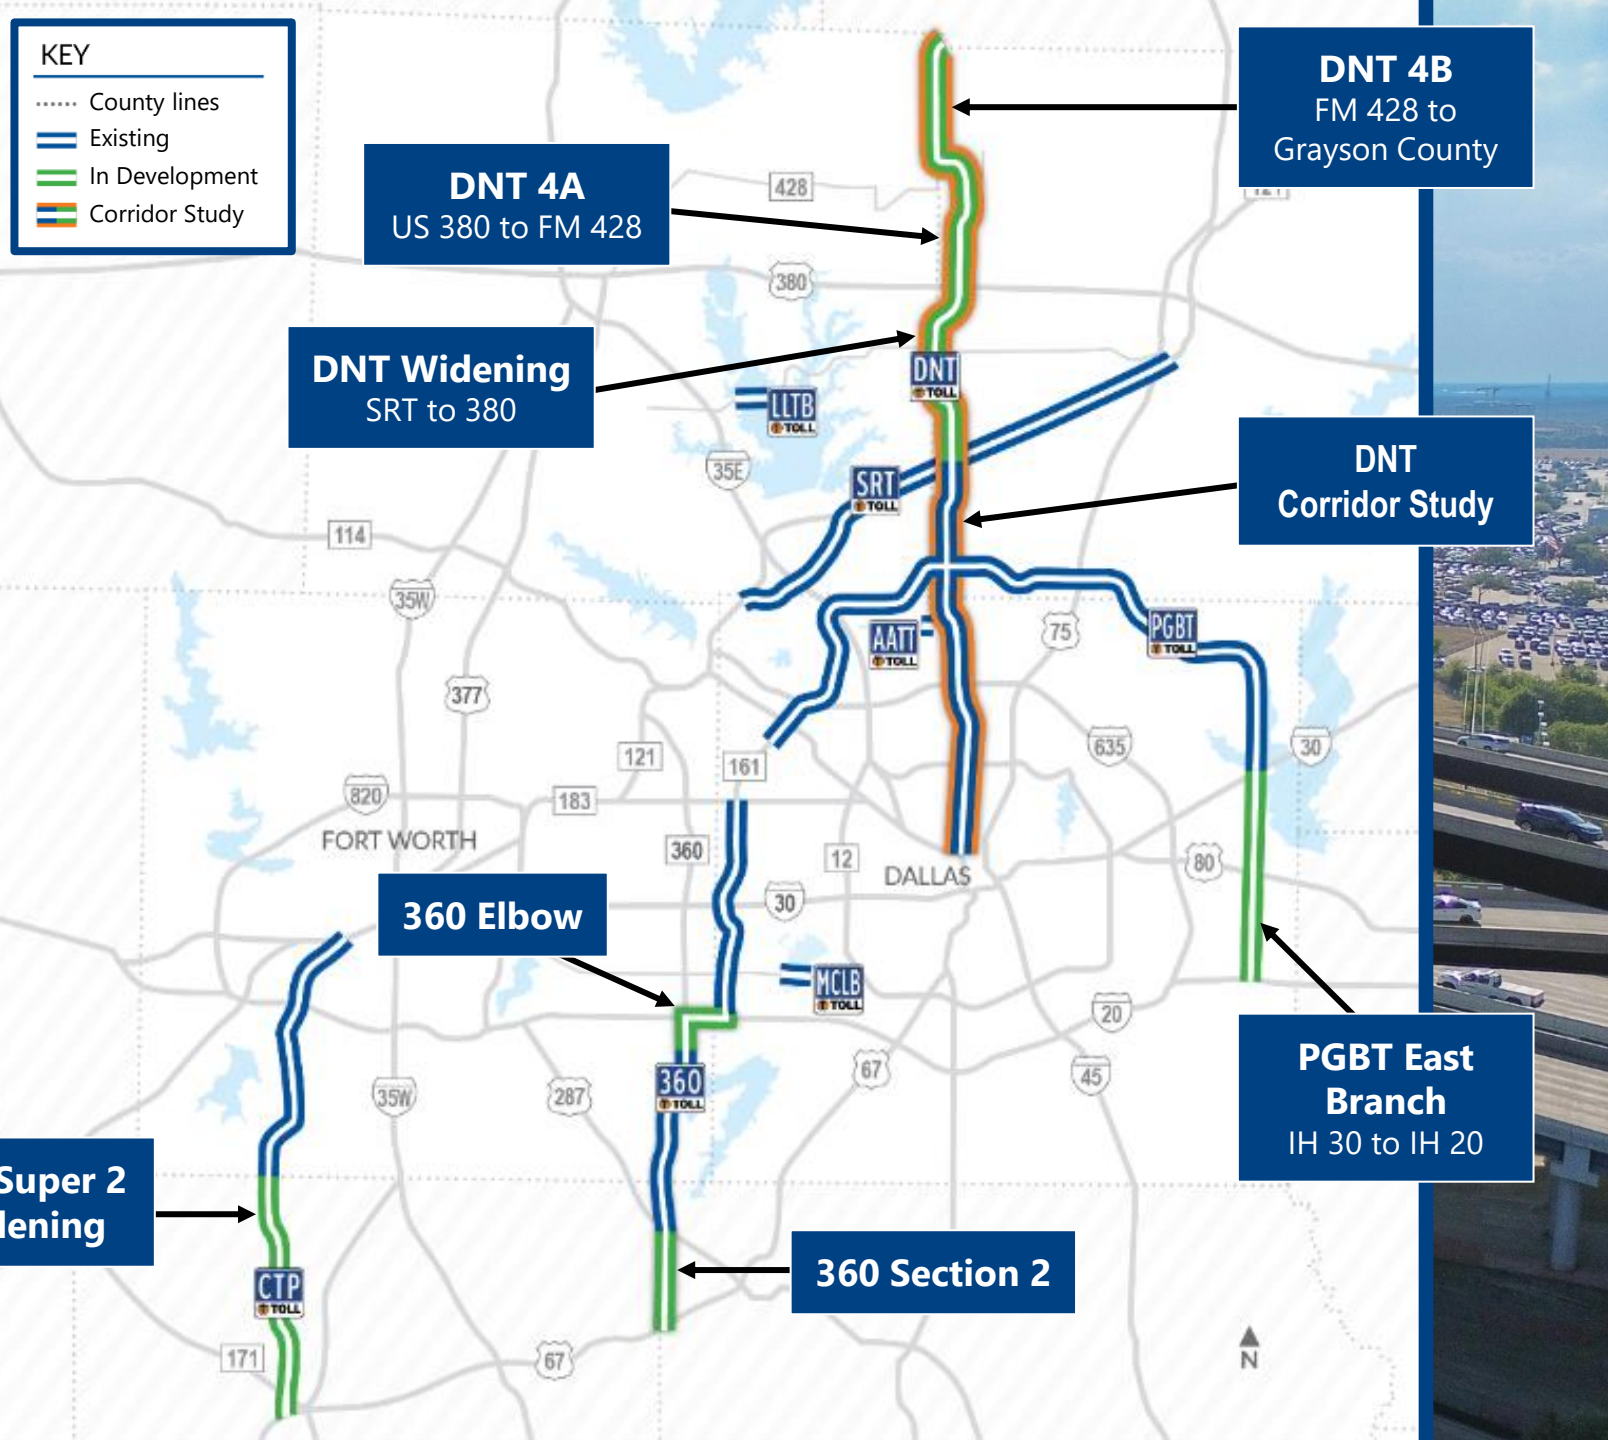 KEY
County lines
Existing
In Development
Corridor Study
DNT 4B
FM 428 to
Grayson County
DNT 4A
US 380 to FM 428
428
380
DNT Widening
SRT to 380
DNT
TOLL
LLTB
TOLL
35E
SRT
TOLL
DNT
Corridor Study
114
35W
AATT
TOLL
75
PGBT
TOLL
377
121
161
635
30
820
183
FORT WORTH
360
12
DALLAS
80
360 Elbow
30
MCLB
TOLL
20
PGBT East
Branch
IH 30 to IH 20
35W
287
360
TOLL
67
45
Super 2
360 Section 2
CTP
TOLL
171
67
N